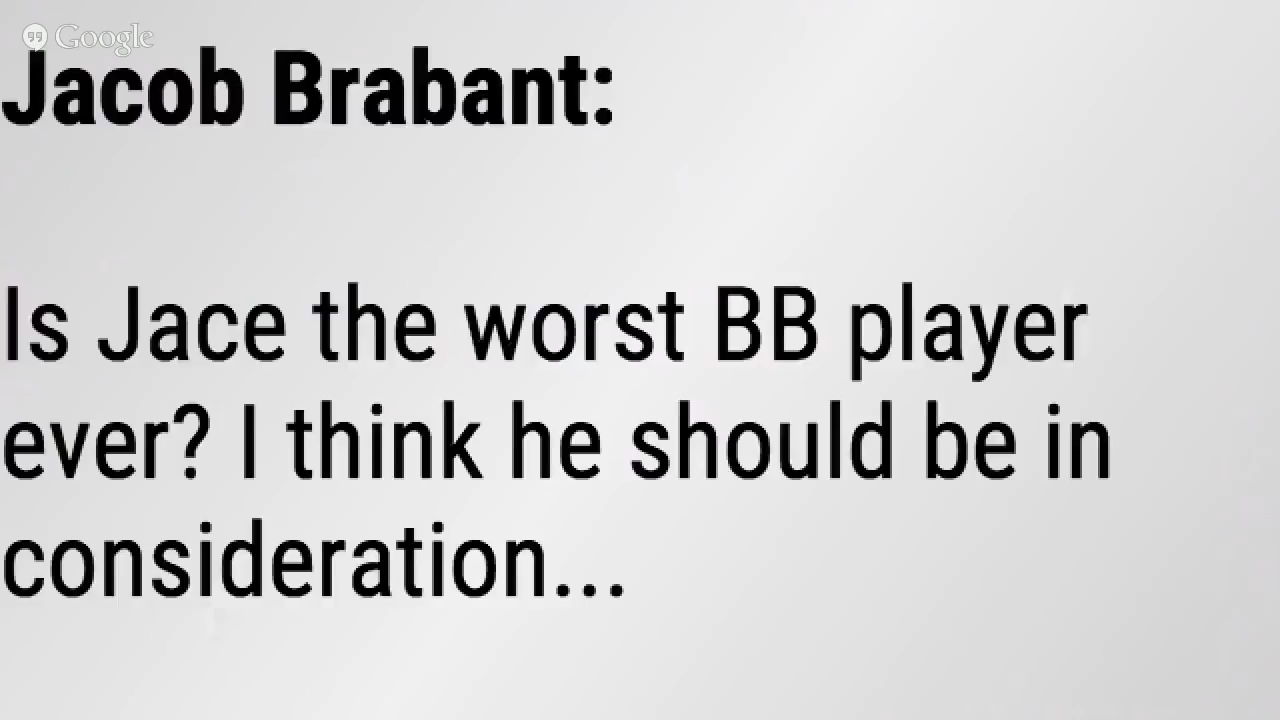 Google
Jacob Brabant:
Is Jace the worst BB player
ever? I think he should be in
consideration...